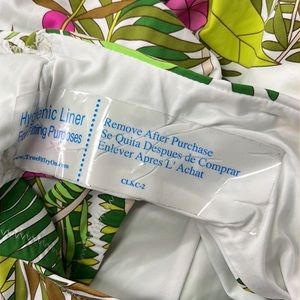 Hygienic Liner
For Fitting Purposes
Remove After Purchase
Se Quita Despues de Comprar
Enlever Apres L' Achat
CLKC-2